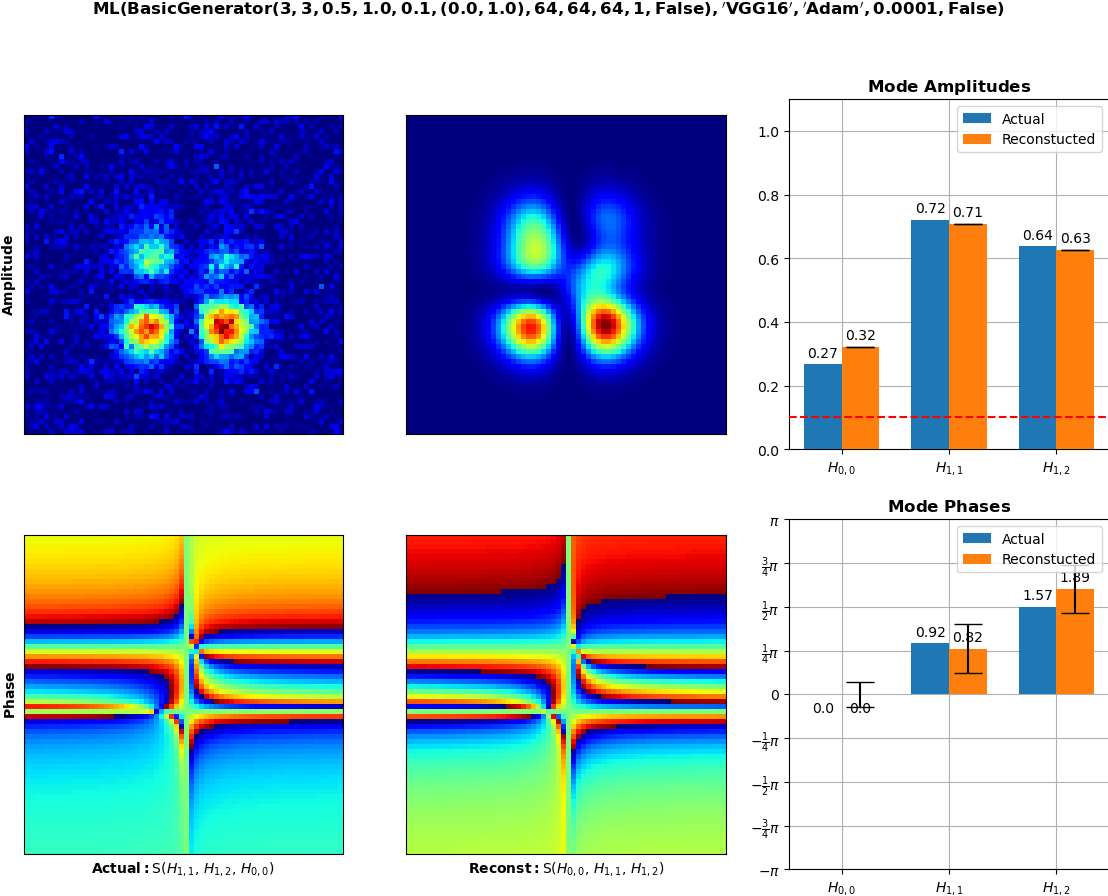 ML(BasicGenerator(3, 3, 0.5, 1.0, 0.1, (0.0, 1.0), 64, 64, 64, 1, False), ′VGG16′, ′Adam′, 0.0001, False)
Amplitude
Mode Amplitudes
Actual
Reconstucted
1.0
0.8
0.6
0.4
0.2
0.0
0.27
0.32
0.72
0.71
0.64
0.63
H₀,₀
H₁,₁
H₁,₂
Phase
Actual: S(H₁,₁, H₁,₂, H₀,₀)
Reconst: S(H₀,₀, H₁,₁, H₁,₂)
Mode Phases
Actual
Reconstucted
π
3/4π
1/2π
1/4π
0
−1/4π
−1/2π
−3/4π
−π
0.0
0.0
0.92
0.82
1.57
1.89
H₀,₀
H₁,₁
H₁,₂